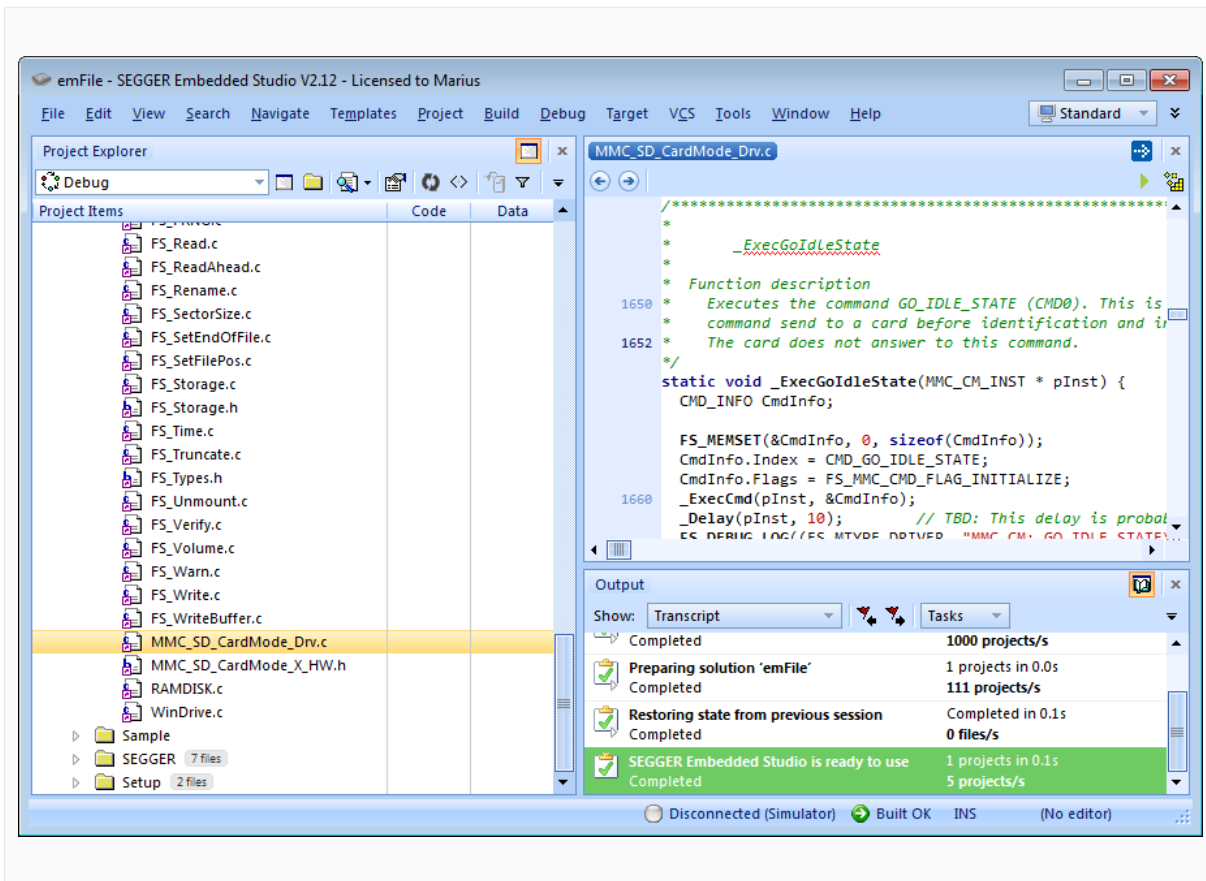 emFile - SEGGER Embedded Studio V2.12 - Licensed to Marius
File Edit View Search Navigate Templates Project Build Debug Target VCS Tools Window Help Standard
Project Explorer
Debug
Project Items Code Data
FS_Read.c
FS_ReadAhead.c
FS_Rename.c
FS_SectorSize.c
FS_SetEndOfFile.c
FS_SetFilePos.c
FS_Storage.c
FS_Storage.h
FS_Time.c
FS_Truncate.c
FS_Types.h
FS_Unmount.c
FS_Verify.c
FS_Volume.c
FS_Warn.c
FS_Write.c
FS_WriteBuffer.c
MMC_SD_CardMode_Drv.c
MMC_SD_CardMode_X_HW.h
RAMDISK.c
WinDrive.c
Sample
SEGGER 7 files
Setup 2 files
MMC_SD_CardMode_Drv.c
/*******************************************************
*
* _ExecGoIdleState
*
* Function description
1650 * Executes the command GO_IDLE_STATE (CMD0). This is
* command send to a card before identification and
1652 * The card does not answer to this command.
*/
static void _ExecGoIdleState(MMC_CM_INST * pInst) {
CMD_INFO CmdInfo;
FS_MEMSET(&CmdInfo, 0, sizeof(CmdInfo));
CmdInfo.Index = CMD_GO_IDLE_STATE;
CmdInfo.Flags = FS_MMC_CMD_FLAG_INITIALIZE;
1660 _ExecCmd(pInst, &CmdInfo);
_Delay(pInst, 10); // TBD: This delay is probab
FS_DEBUG_LOG((FS_MTYPE_DRIVER, "MMC_CM: GO_IDLE_STATE\
Output
Show: Transcript Tasks
Completed 1000 projects/s
Preparing solution ‘emFile’ 1 projects in 0.0s
Completed 111 projects/s
Restoring state from previous session Completed in 0.1s
Completed 0 files/s
SEGGER Embedded Studio is ready to use 1 projects in 0.1s
Completed 5 projects/s
Disconnected (Simulator) Built OK INS (No editor)